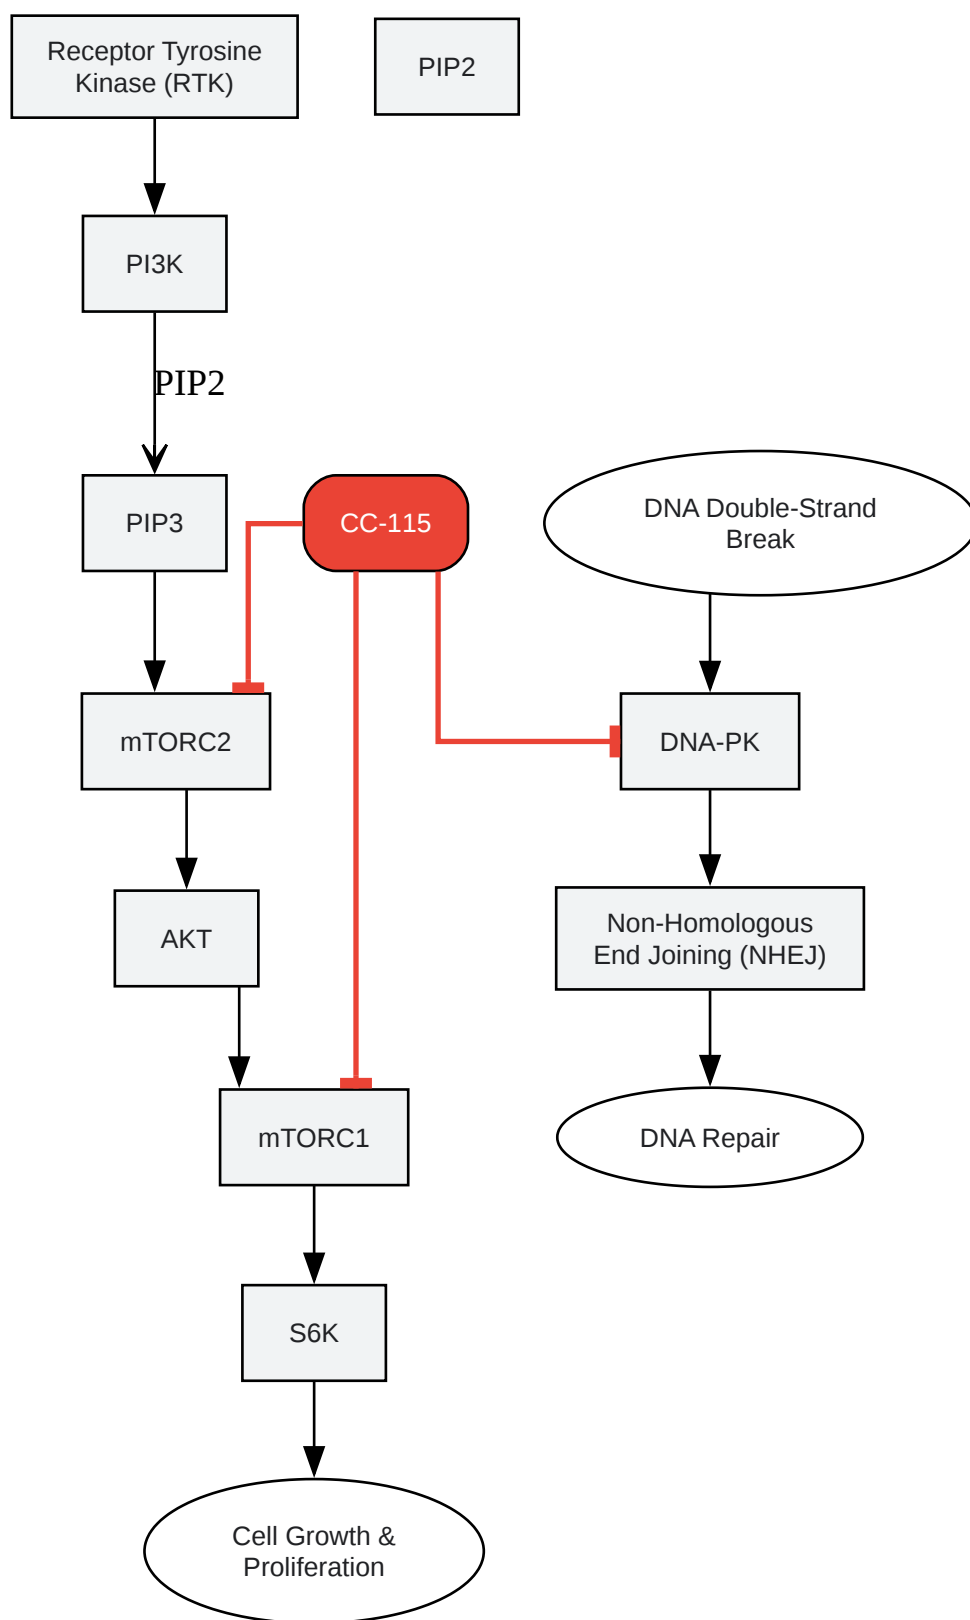 Receptor Tyrosine
Kinase (RTK)
PIP2
PI3K
PIP2
PIP3
CC-115
DNA Double-Strand
Break
mTORC2
DNA-PK
AKT
Non-Homologous
End Joining (NHEJ)
mTORC1
DNA Repair
S6K
Cell Growth &
Proliferation